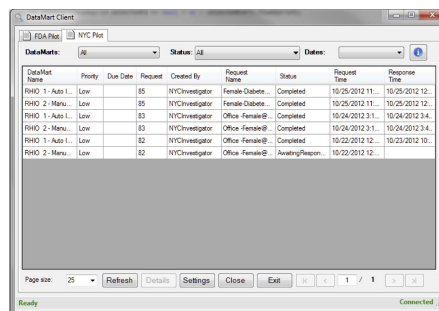 DataMart Client
FDA Pilot NYC Pilot
DataMarts: All Status: All Dates:
DataMart Name Priority Due Date Request Created By Request Name Status Request Time Response Time
RHIO 1 - Auto I... Low 85 NYCInvestigator Female-Diabete... Completed 10/25/2012 11:... 10/25/2012 12:...
RHIO 2 - Manu... Low 85 NYCInvestigator Female-Diabete... Completed 10/25/2012 11:... 10/25/2012 12:...
RHIO 1 - Auto I... Low 83 NYCInvestigator Office -Female@... Completed 10/24/2012 3:1... 10/24/2012 3:4...
RHIO 2 - Manu... Low 83 NYCInvestigator Office -Female@... Completed 10/24/2012 3:1... 10/24/2012 3:4...
RHIO 1 - Auto I... Low 82 NYCInvestigator Office -Female@... Completed 10/22/2012 12:... 10/23/2012 10:...
RHIO 2 - Manu... Low 82 NYCInvestigator Office -Female@... AwaitingRespon... 10/22/2012 12:...
Page size: 25 Refresh Details Settings Close Exit 1 / 1
Ready Connected